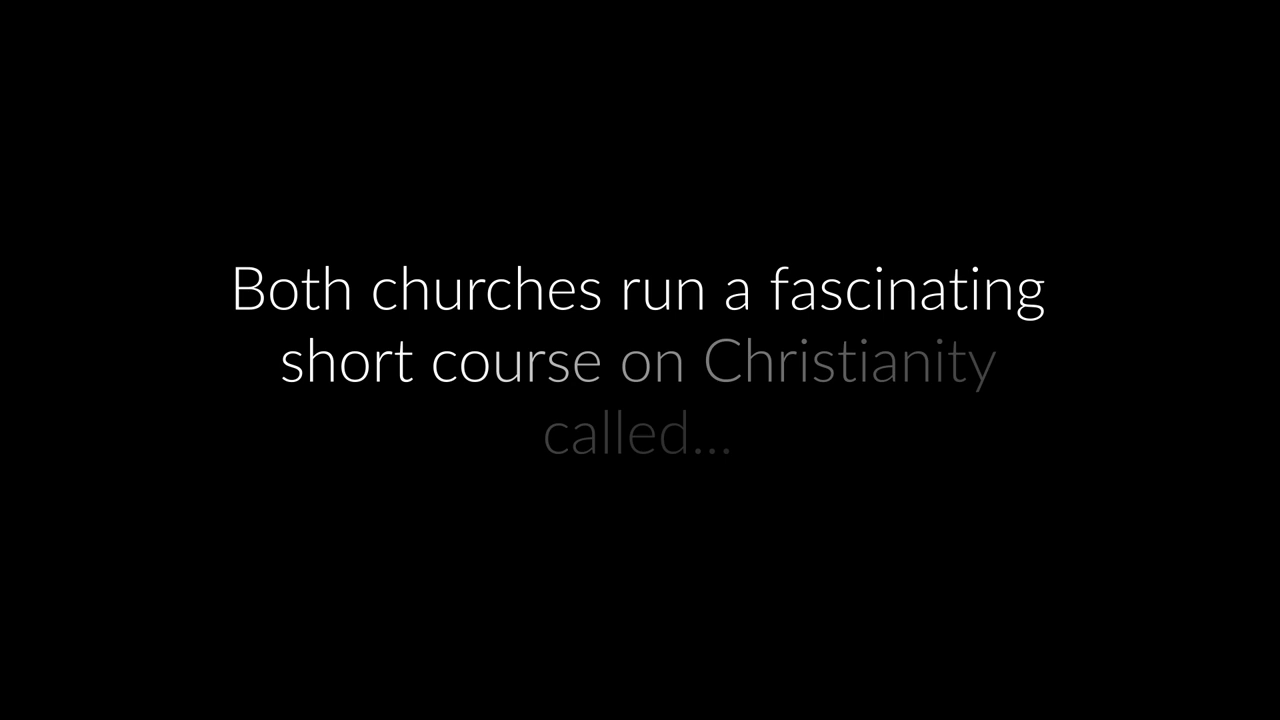 Both churches run a fascinating
short course on Christianity
called...